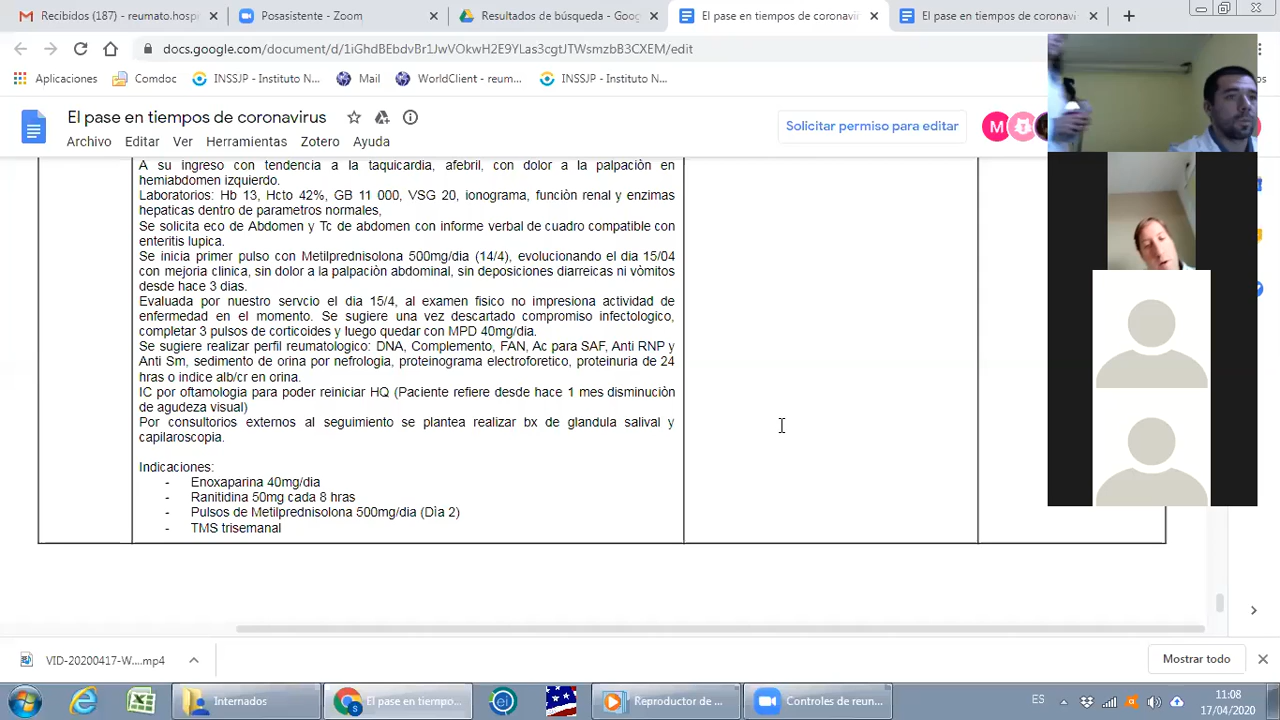 Recibidos (187) - reumato.hosp
Posasistente - Zoom
Resultados de búsqueda - Goog
El pase en tiempos de coronavir
El pase en tiempos de coronavi
docs.google.com/document/d/1iGhdBEbdvBr1JwVOkwH2E9YLas3cgtJTWsmzbB3CXEM/edit
Aplicaciones
Comdoc
INSSJP - Instituto N...
Mail
WorldClient - reum...
INSSJP - Instituto N...
El pase en tiempos de coronavirus
Solicitar permiso para editar
M
Archivo Editar Ver Herramientas Zotero Ayuda
A su ingreso con tendencia a la taquicardia, afebril, con dolor a la palpaciòn en
hemiabdomen izquierdo.
Laboratorios: Hb 13, Hcto 42%, GB 11 000, VSG 20, ionograma, funciòn renal y enzimas
hepaticas dentro de parametros normales,
Se solicita eco de Abdomen y Tc de abdomen con informe verbal de cuadro compatible con
enteritis lupica.
Se inicia primer pulso con Metilprednisolona 500mg/dia (14/4), evolucionando el dia 15/04
con mejoria clinica, sin dolor a la palpaciòn abdominal, sin deposiciones diarreicas ni vòmitos
desde hace 3 dias.
Evaluada por nuestro servcio el dia 15/4, al examen fisico no impresiona actividad de
enfermedad en el momento. Se sugiere una vez descartado compromiso infectologico,
completar 3 pulsos de corticoides y luego quedar con MPD 40mg/dia.
Se sugiere realizar perfil reumatologico: DNA, Complemento, FAN, Ac para SAF, Anti RNP y
Anti Sm, sedimento de orina por nefrologia, proteinograma electroforetico, proteinuria de 24
hras o indice alb/cr en orina.
IC por oftamologia para poder reiniciar HQ (Paciente refiere desde hace 1 mes disminuciòn
de agudeza visual)
Por consultorios externos al seguimiento se plantea realizar bx de glandula salival y
capilaroscopia.
Indicaciones:
- Enoxaparina 40mg/dia
- Ranitidina 50mg cada 8 hras
- Pulsos de Metilprednisolona 500mg/dia (Dìa 2)
- TMS trisemanal
VID-20200417-W....mp4
Mostrar todo
Internados
El pase en tiempo...
Reproductor de ...
Controles de reun...
ES
11:08
17/04/2020